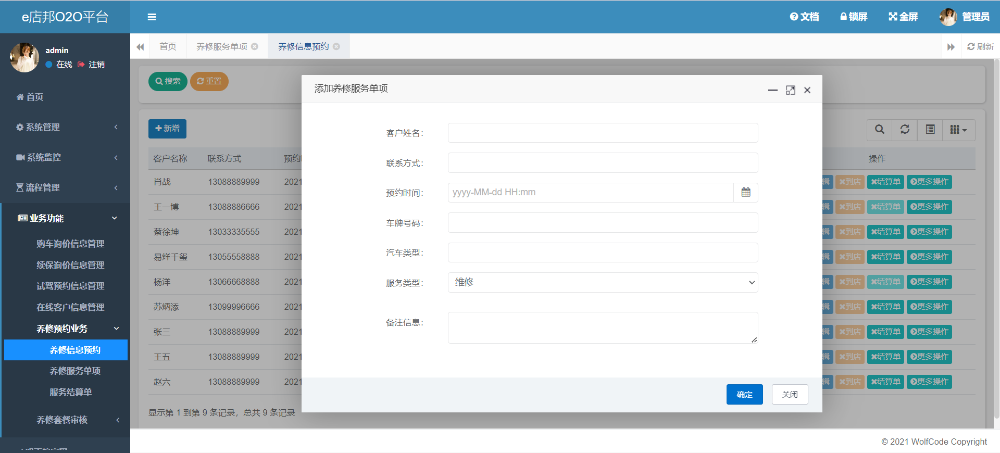 e店邦O2O平台
文档
锁屏
全屏
管理员
admin
在线 注销
首页
养修服务单项
养修信息预约
刷新
首页
系统管理
系统监控
流程管理
业务功能
购车询价信息管理
续保询价信息管理
试驾预约信息管理
在线客户信息管理
养修预约业务
养修信息预约
养修服务单项
服务结算单
养修套餐审核
搜索
重置
新增
客户名称 联系方式 预约 操作
肖战 13088889999 2021 辑 到店 结算单 更多操作
王一博 13088886666 2021 辑 到店 结算单 更多操作
蔡徐坤 13033335555 2021 辑 到店 结算单 更多操作
易烊千玺 13055558888 2021 辑 到店 结算单 更多操作
杨洋 13066668888 2021 辑 到店 结算单 更多操作
苏炳添 13099996666 2021 辑 到店 结算单 更多操作
张三 13088889999 2021 辑 到店 结算单 更多操作
王五 13088889999 2021 辑 到店 结算单 更多操作
赵六 13088889999 2021 辑 到店 结算单 更多操作
显示第 1 到第 9 条记录，总共 9 条记录
添加养修服务单项
客户姓名：
联系方式：
预约时间： yyyy-MM-dd HH:mm
车牌号码：
汽车类型：
服务类型： 维修
备注信息：
确定
关闭
© 2021 WolfCode Copyright